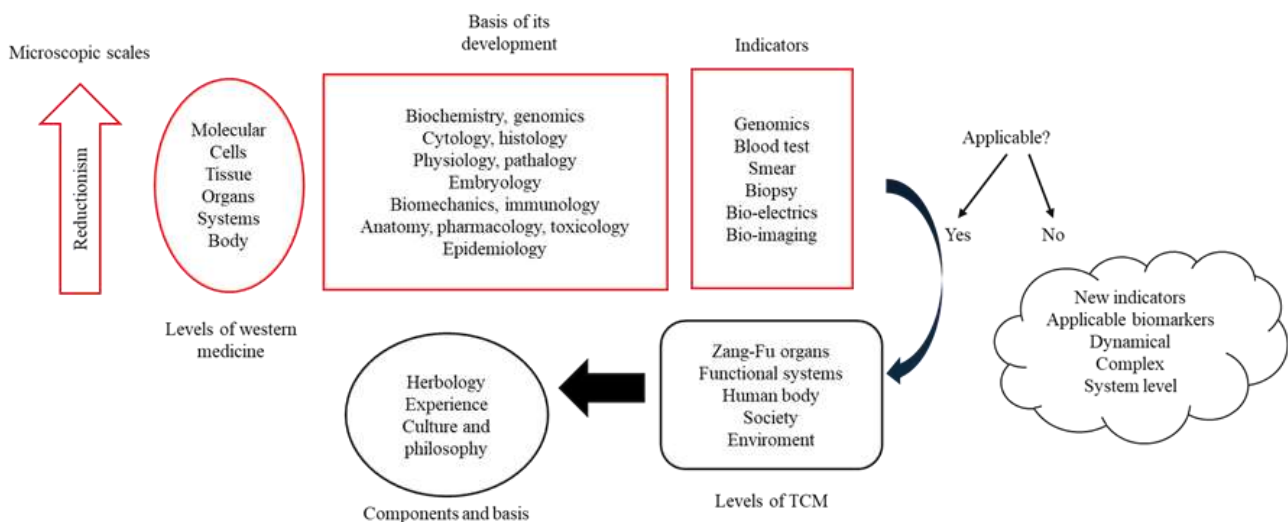 Microscopic scales
Reductionism
Molecular
Cells
Tissue
Organs
Systems
Body
Levels of western
medicine
Basis of its
development
Biochemistry, genomics
Cytology, histology
Physiology, pathalogy
Embryology
Biomechanics, immunology
Anatomy, pharmacology, toxicology
Epidemiology
Indicators
Genomics
Blood test
Smear
Biopsy
Bio-electrics
Bio-imaging
Applicable?
Yes
No
New indicators
Applicable biomarkers
Dynamical
Complex
System level
Zang-Fu organs
Functional systems
Human body
Society
Enviroment
Levels of TCM
Herbology
Experience
Culture and
philosophy
Components and basis